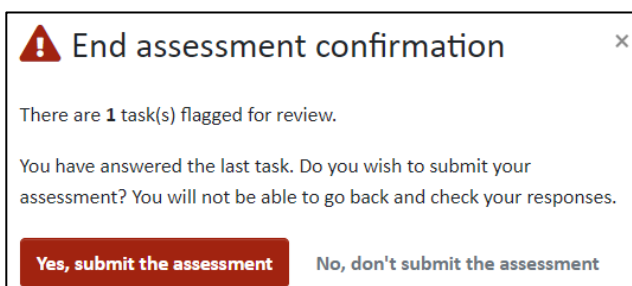 End assessment confirmation ×
There are 1 task(s) flagged for review.
You have answered the last task. Do you wish to submit your
assessment? You will not be able to go back and check your responses.
Yes, submit the assessment No, don't submit the assessment